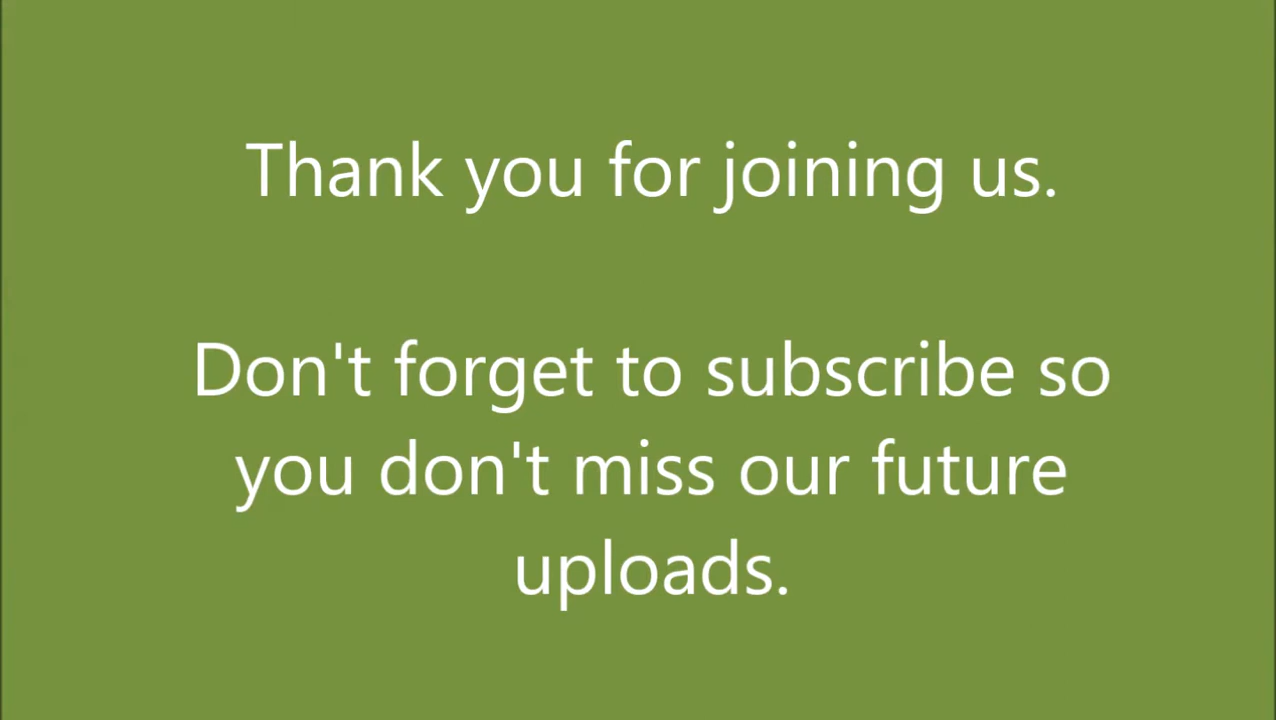 Thank you for joining us.
Don't forget to subscribe so
you don't miss our future
uploads.